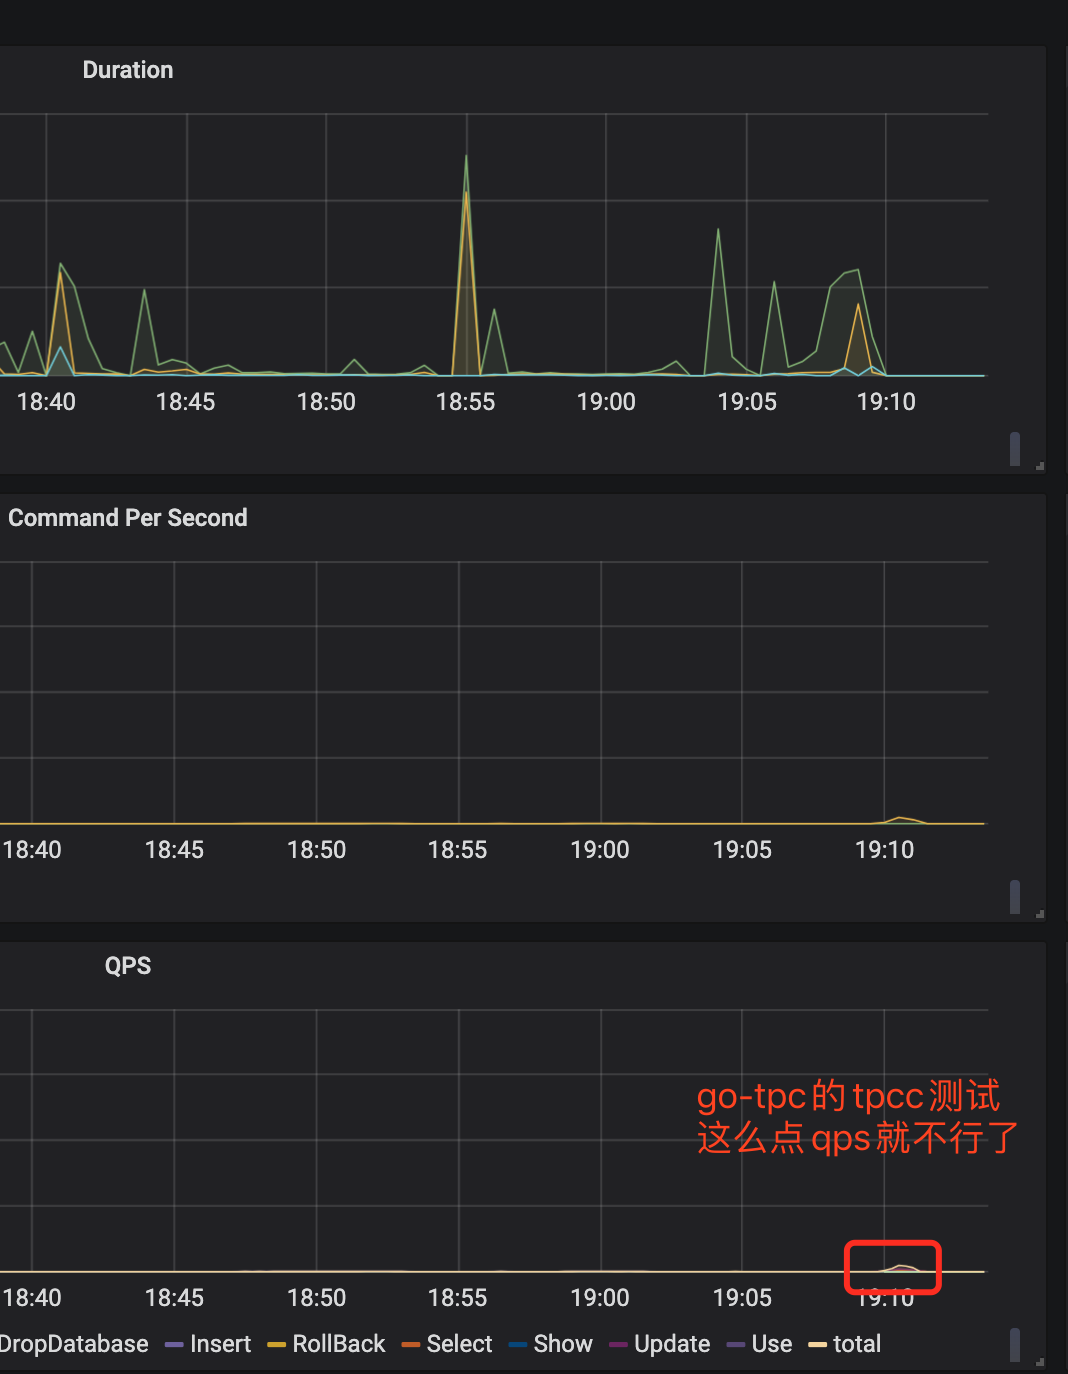 Duration
18:40 18:45 18:50 18:55 19:00 19:05 19:10
Command Per Second
18:40 18:45 18:50 18:55 19:00 19:05 19:10
QPS
go-tpc的tpcc测试
这么点qps就不行了
18:40 18:45 18:50 18:55 19:00 19:05 19:10
DropDatabase Insert RollBack Select Show Update Use total